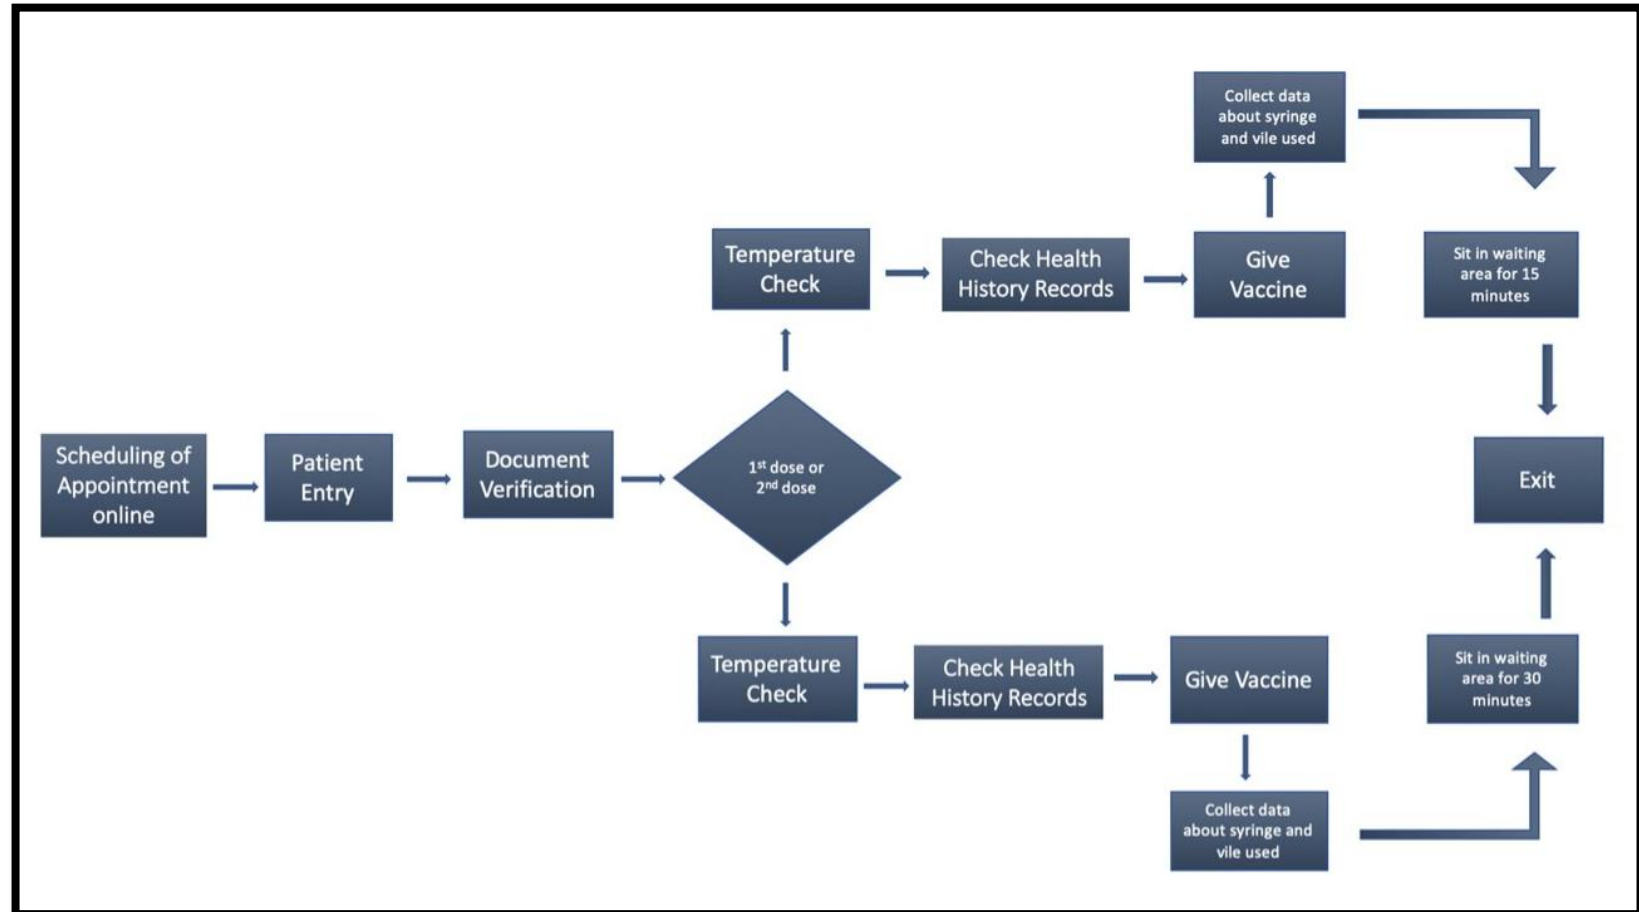 Scheduling of
Appointment
online
Patient
Entry
Document
Verification
1st dose or
2nd dose
Temperature
Check
Check Health
History Records
Give
Vaccine
Collect data
about syringe
and vile used
Sit in waiting
area for 15
minutes
Exit
Temperature
Check
Check Health
History Records
Give Vaccine
Collect data
about syringe and
vile used
Sit in waiting
area for 30
minutes